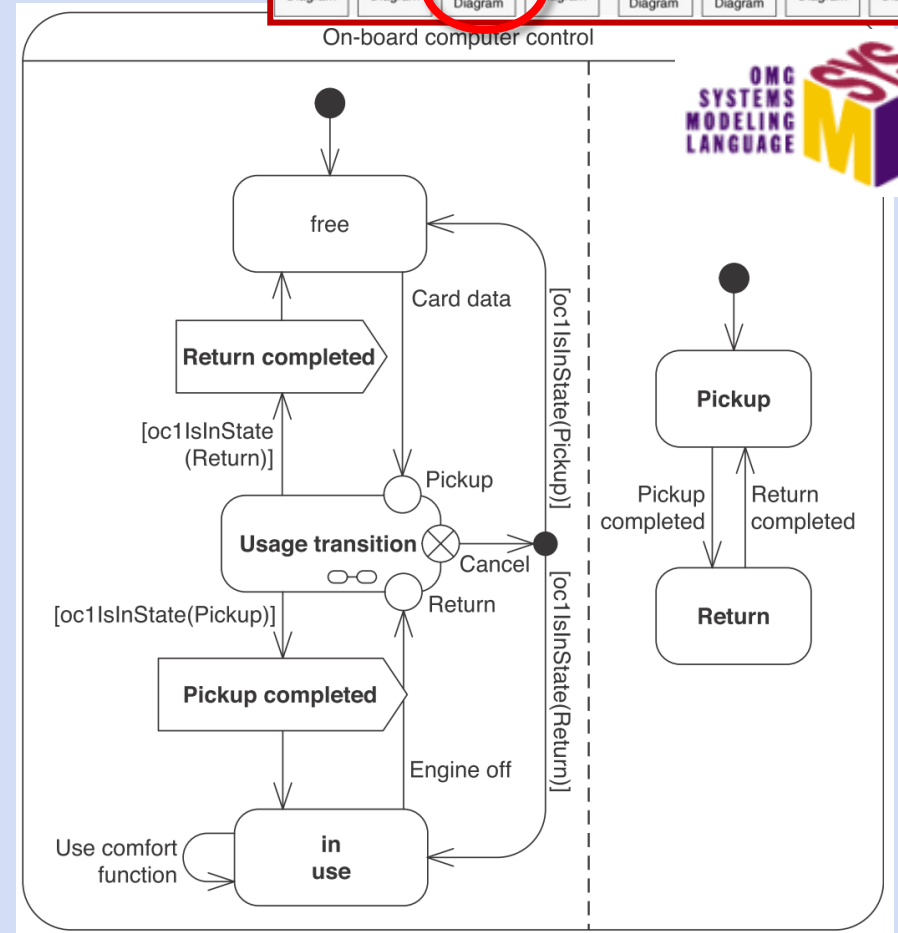 Diagram
Diagram
On-board computer control
OMG
SYSTEMS
MODELING
LANGUAGE
SYS
M
free
Card data
Return completed
[oc1IsInState
(Return)]
[oc1IsInState(Pickup)]
Pickup
Usage transition
Cancel
Return
[oc1IsInState(Pickup)]
[oc1IsInState(Return)]
Pickup completed
Engine off
Use comfort
function
in
use
Pickup
Pickup
completed
Return
completed
Return